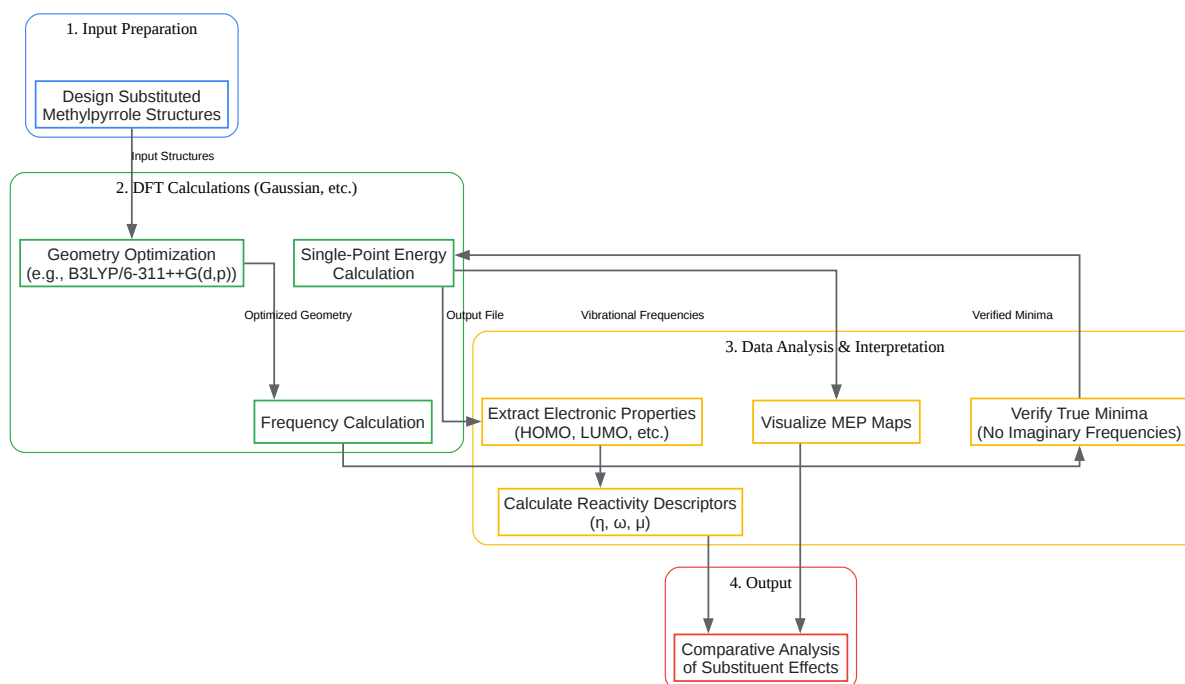 1. Input Preparation
Design Substituted
Methylpyrrole Structures
Input Structures
2. DFT Calculations (Gaussian, etc.)
Geometry Optimization
(e.g., B3LYP/6-311++G(d,p))
Single-Point Energy
Calculation
Optimized Geometry
Output File
Vibrational Frequencies
Verified Minima
3. Data Analysis & Interpretation
Frequency Calculation
Extract Electronic Properties
(HOMO, LUMO, etc.)
Visualize MEP Maps
Verify True Minima
(No Imaginary Frequencies)
Calculate Reactivity Descriptors
(η, ω, μ)
4. Output
Comparative Analysis
of Substituent Effects